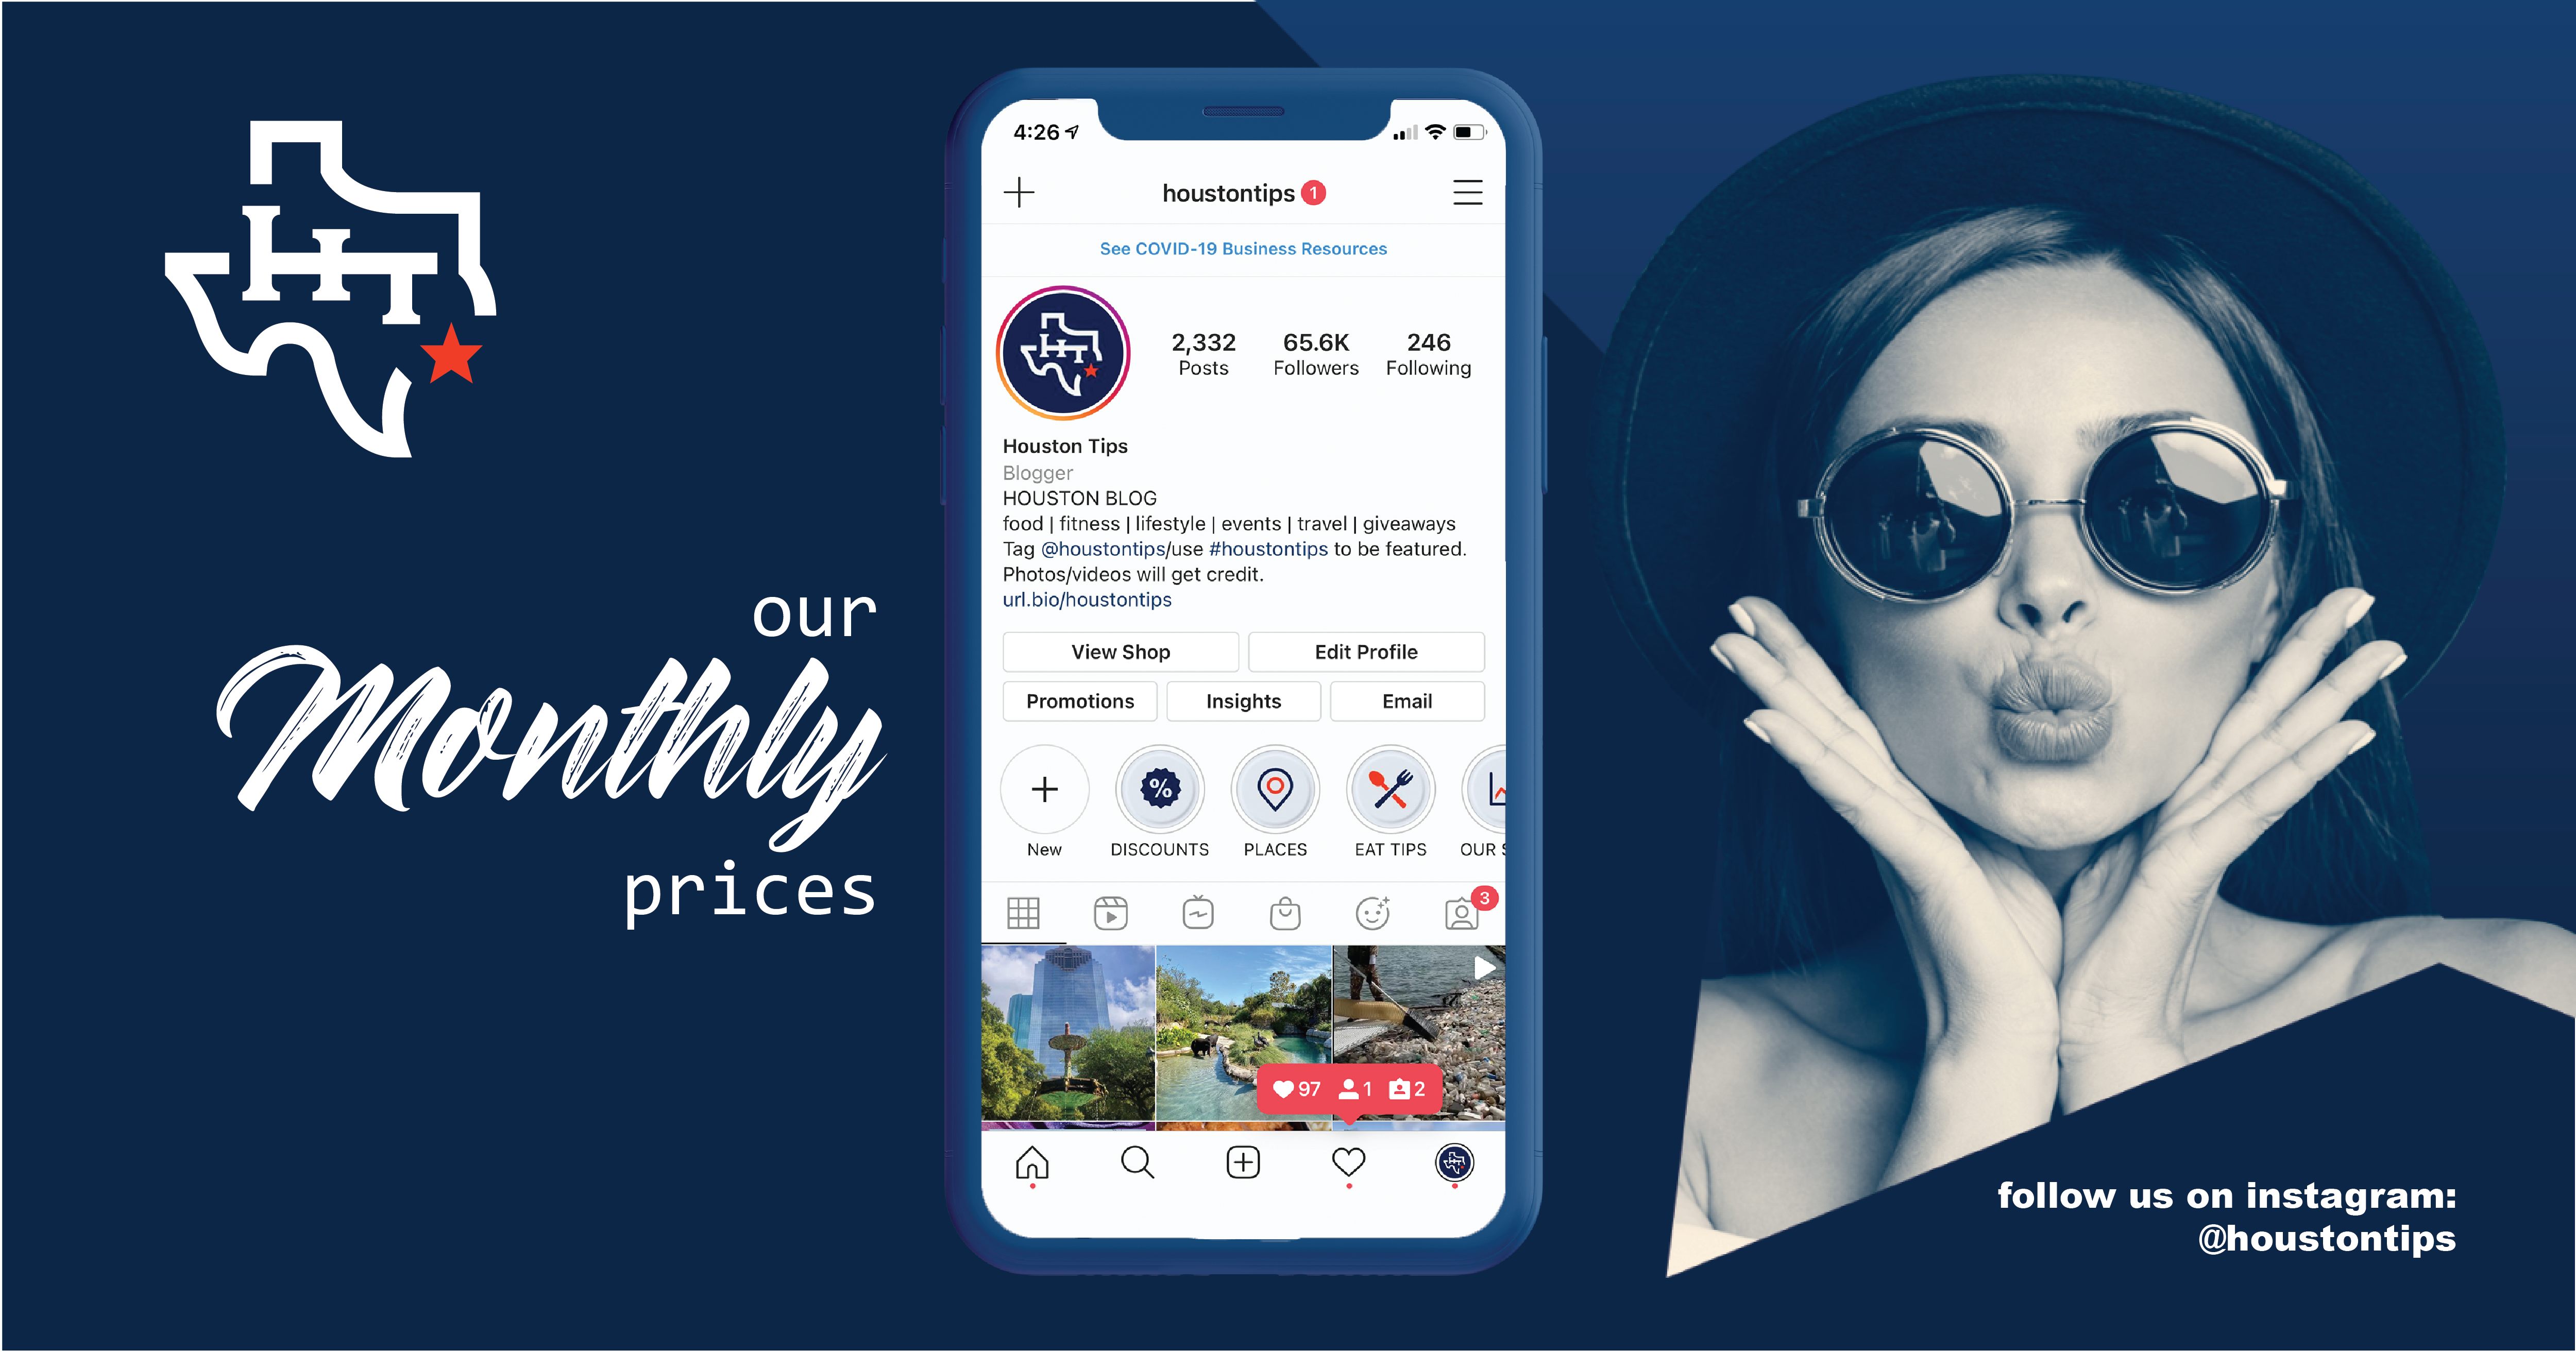 HT
our
Monthly
prices
4:26
houstontips 1
See COVID-19 Business Resources
HT
2,332 65.6K 246
Posts Followers Following
Houston Tips
Blogger
HOUSTON BLOG
food | fitness | lifestyle | events | travel | giveaways
Tag @houstontips/use #houstontips to be featured.
Photos/videos will get credit.
url.bio/houstontips
View Shop Edit Profile
Promotions Insights Email
%
New DISCOUNTS PLACES EAT TIPS OUR
3
97 1 2
HT
follow us on instagram:
@houstontips